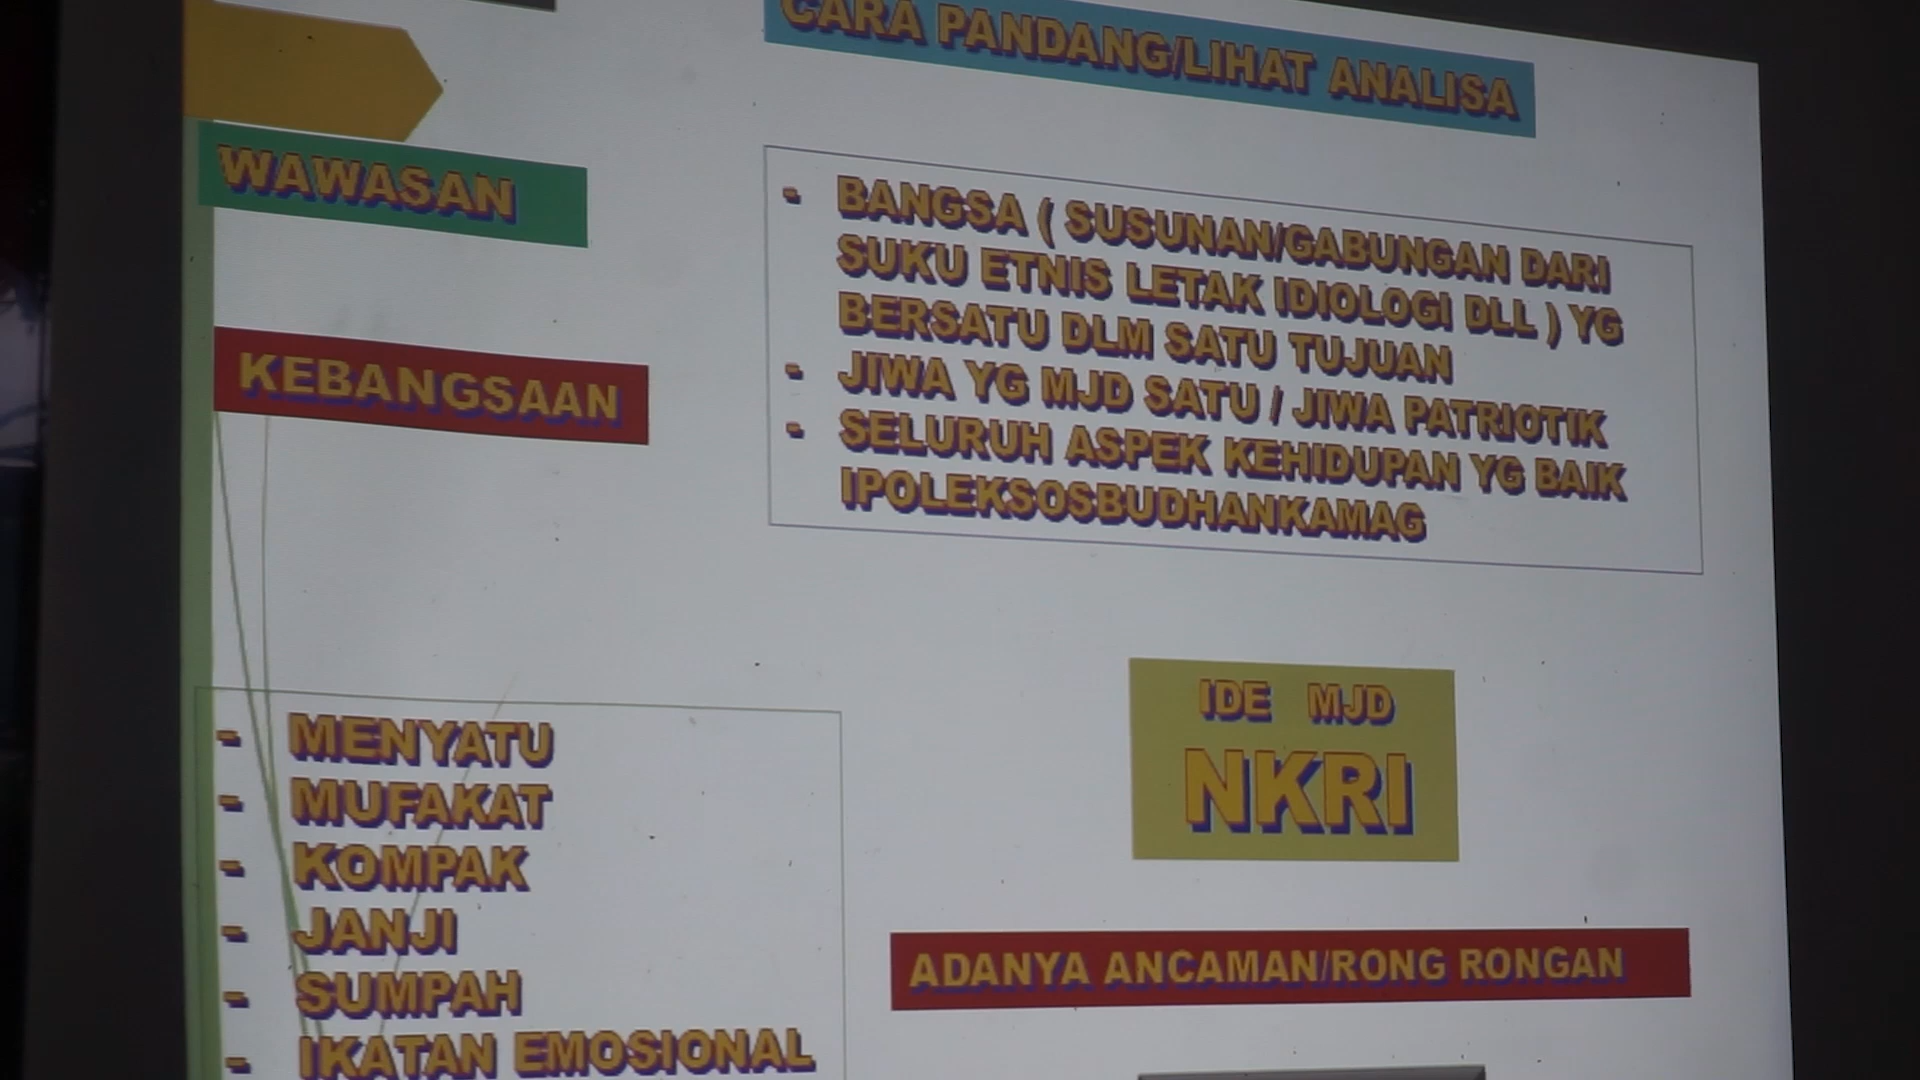 CARA PANDANG/LIHAT ANALISA
WAWASAN
- BANGSA ( SUSUNAN/GABUNGAN DARI
SUKU ETNIS LETAK IDIOLOGI DLL ) YG
BERSATU DLM SATU TUJUAN
- JIWA YG MJD SATU / JIWA PATRIOTIK
- SELURUH ASPEK KEHIDUPAN YG BAIK
IPOLEKSOSBUDHANKAMAG
KEBANGSAAN
- MENYATU
- MUFAKAT
- KOMPAK
- JANJI
- SUMPAH
- IKATAN EMOSIONAL
IDE MJD
NKRI
ADANYA ANCAMAN/RONG RONGAN